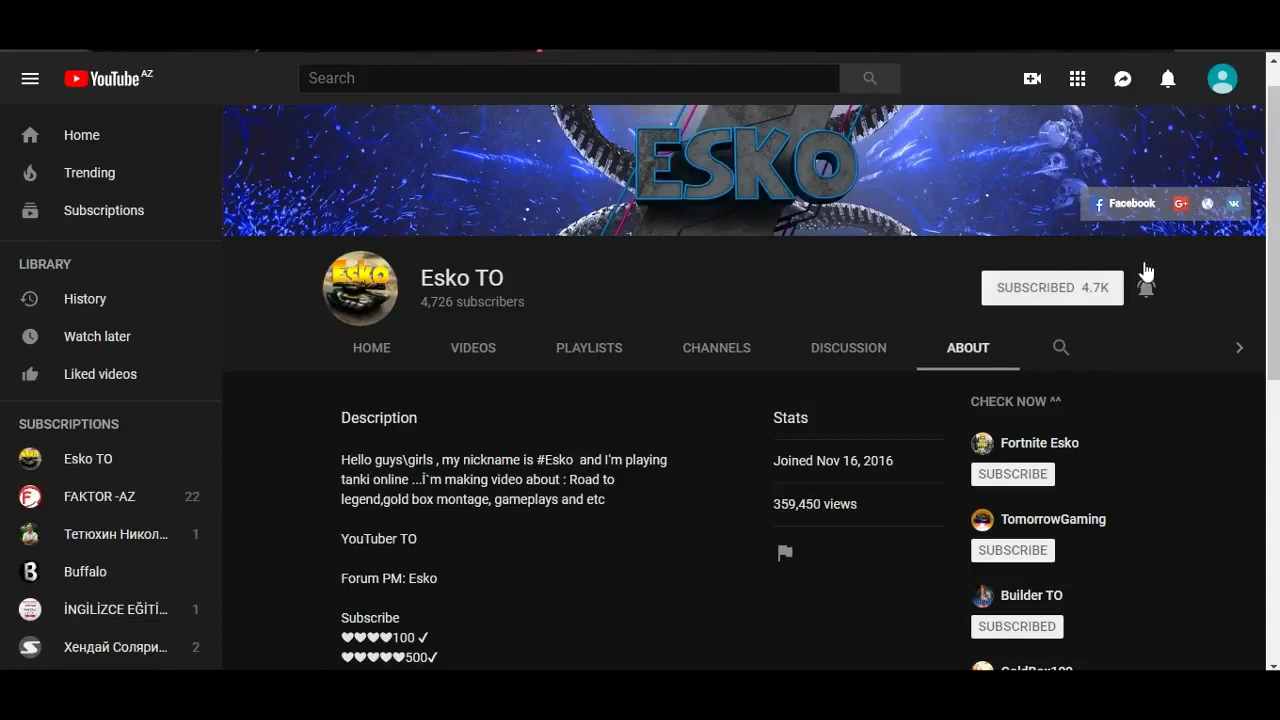 YouTube AZ
Search
Home
Trending
Subscriptions
LIBRARY
History
Watch later
Liked videos
SUBSCRIPTIONS
Esko TO
FAKTOR -AZ 22
Тетюхин Никол... 1
Buffalo
İNGİLİZCE EĞİTİ... 1
Хендай Соляри... 2
ESKO
Facebook
G+
Esko
Esko TO
4,726 subscribers
SUBSCRIBED 4.7K
HOME VIDEOS PLAYLISTS CHANNELS DISCUSSION ABOUT
Description
Hello guys\girls , my nickname is #Esko and I'm playing
tanki online ...i`m making video about : Road to
legend,gold box montage, gameplays and etc
YouTuber TO
Forum PM: Esko
Subscribe
♥♥♥♥100 ✓
♥♥♥♥♥500✓
Stats
Joined Nov 16, 2016
359,450 views
CHECK NOW ^^
Fortnite Esko
SUBSCRIBE
TomorrowGaming
SUBSCRIBE
Builder TO
SUBSCRIBED
GoldBox100